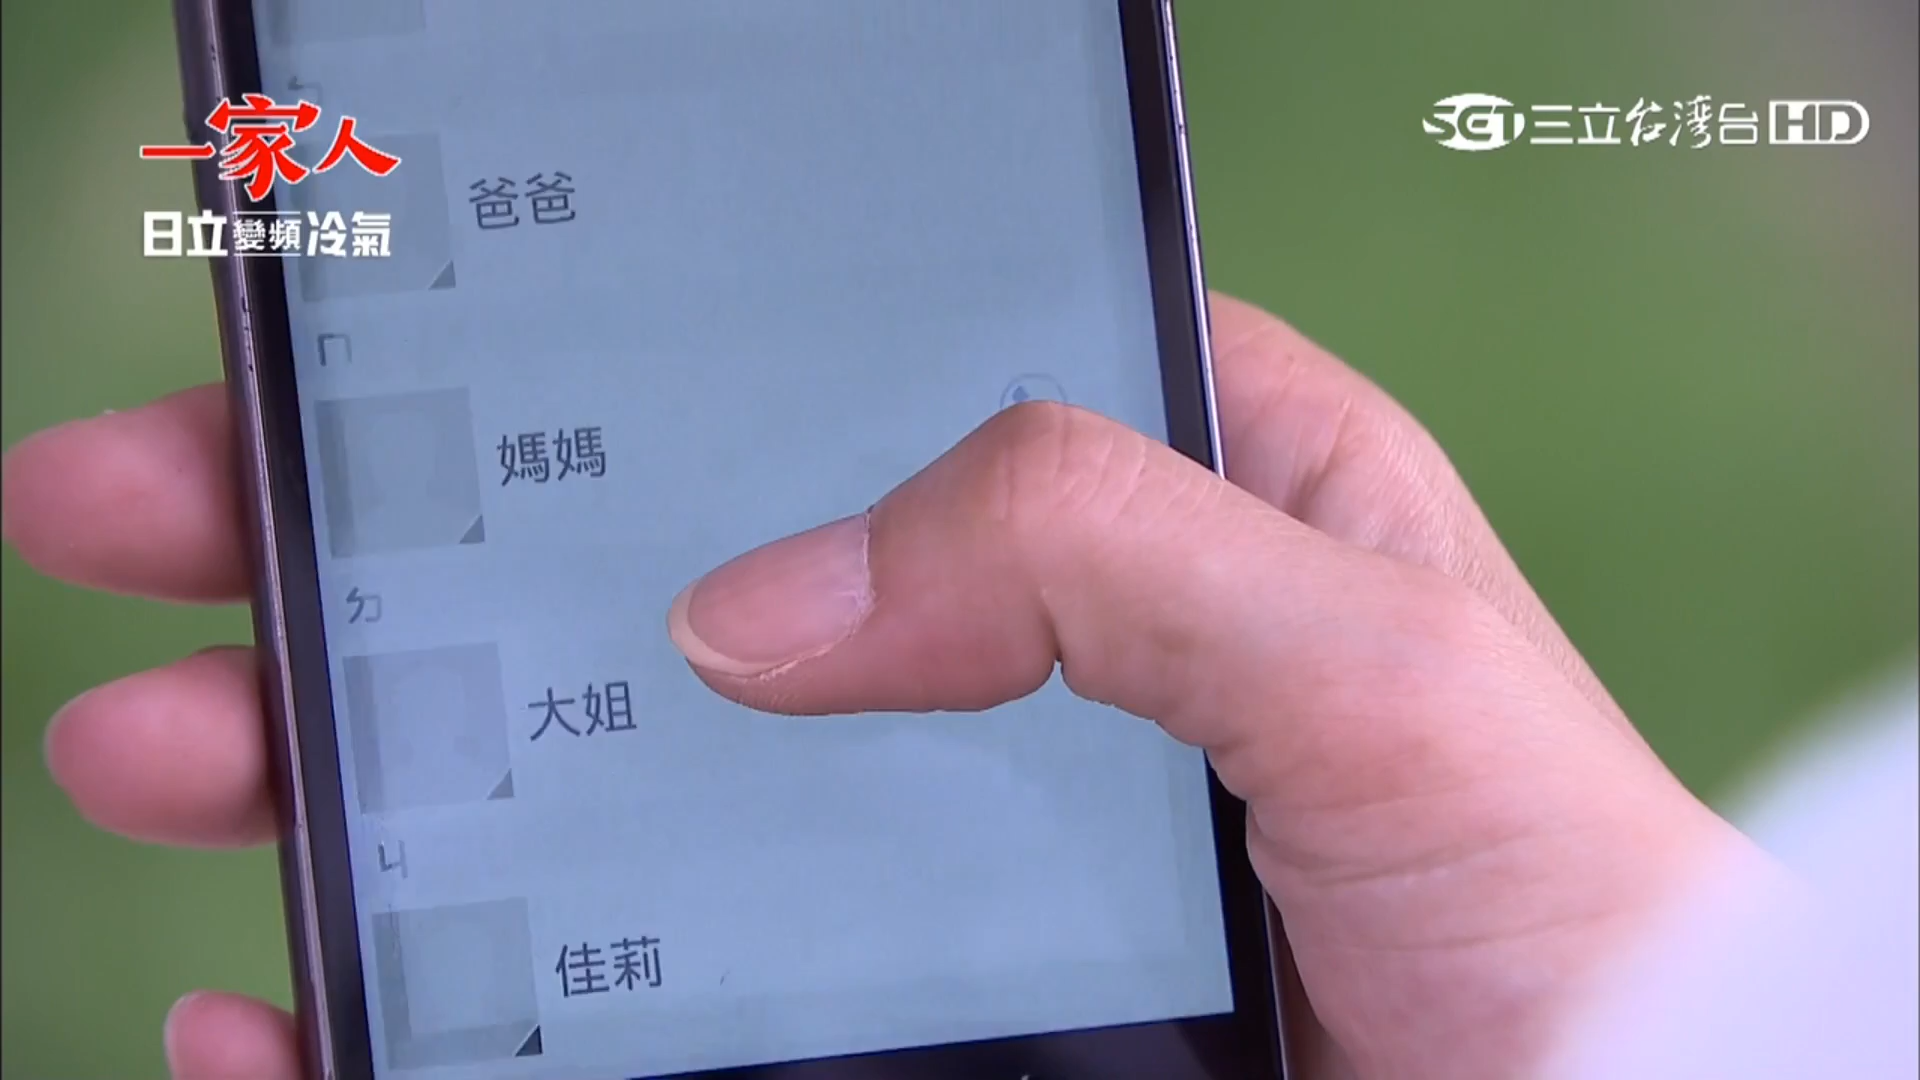 ㄅ
一家人
SET三立台灣台HD
爸爸
日立變頻冷氣
ㄇ
媽媽
ㄉ
大姐
ㄐ
佳莉